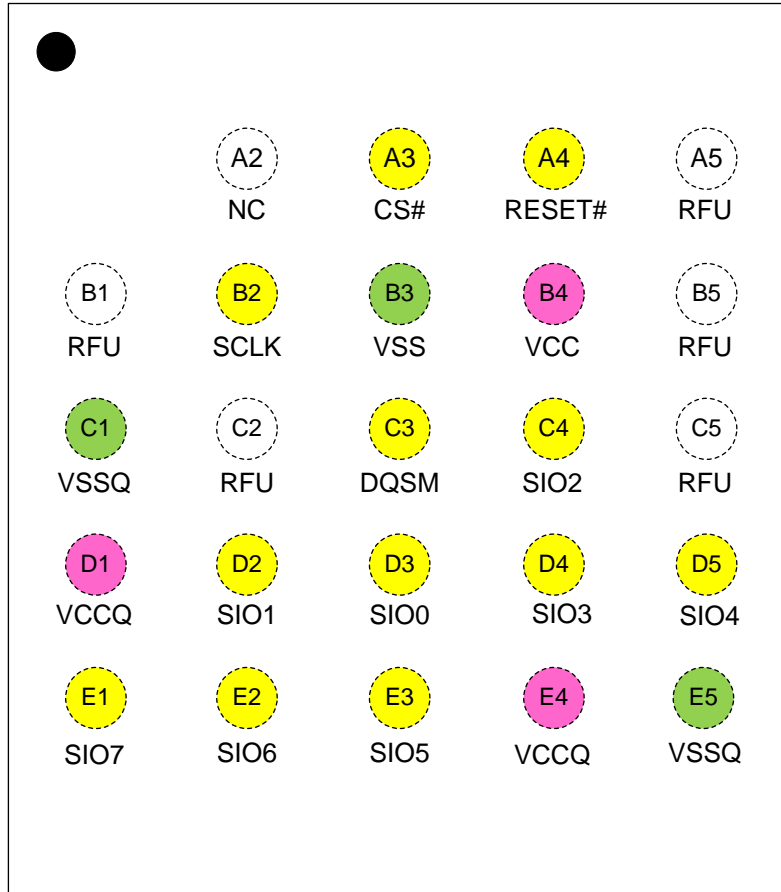 A2 A3 A4 A5
NC CS# RESET# RFU
B1 B2 B3 B4 B5
RFU SCLK VSS VCC RFU
C1 C2 C3 C4 C5
VSSQ RFU DQSM SIO2 RFU
D1 D2 D3 D4 D5
VCCQ SIO1 SIO0 SIO3 SIO4
E1 E2 E3 E4 E5
SIO7 SIO6 SIO5 VCCQ VSSQ